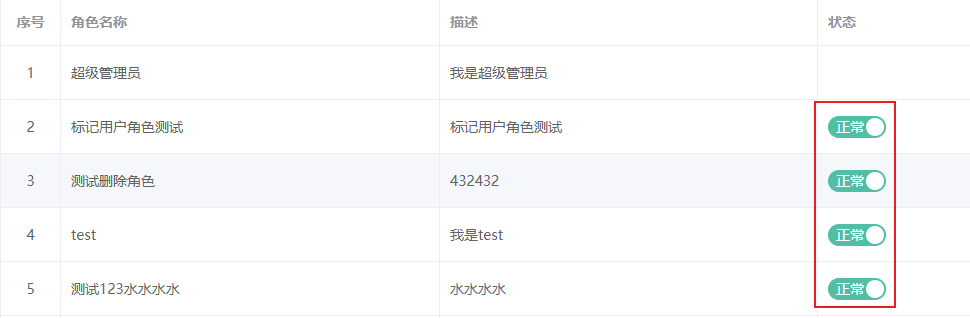 序号 角色名称 描述 状态
1 超级管理员 我是超级管理员
2 标记用户角色测试 标记用户角色测试 正常
3 测试删除角色 432432 正常
4 test 我是test 正常
5 测试123水水水水 水水水水 正常